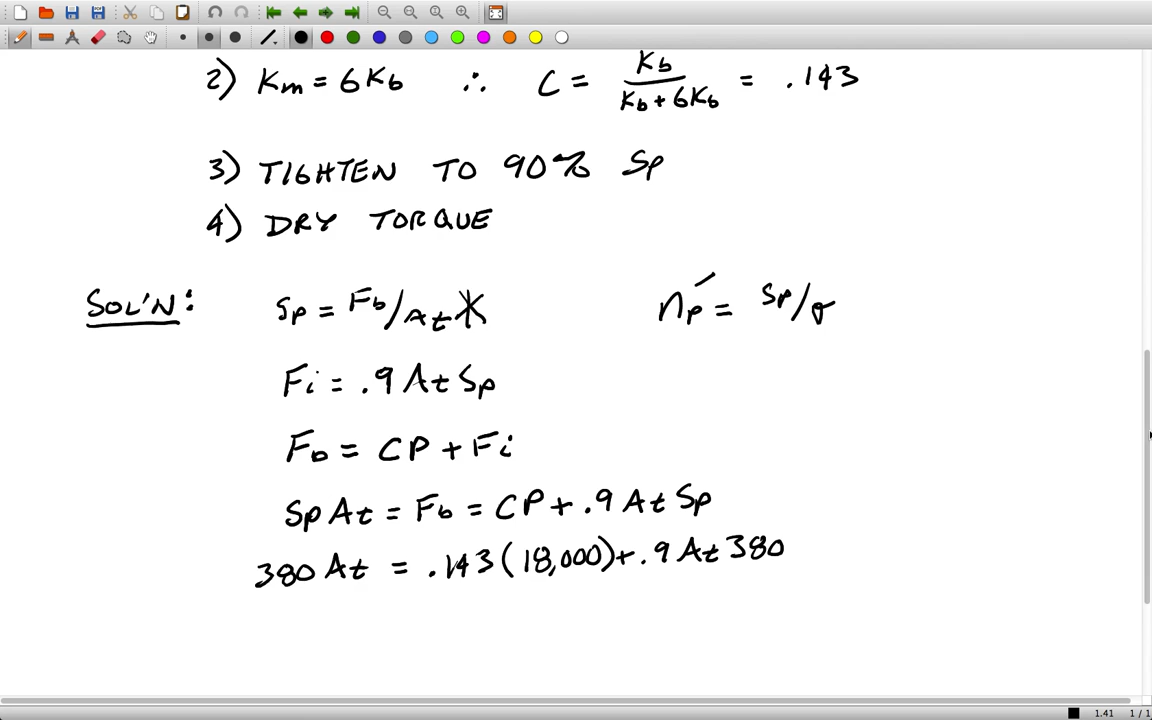 2) Km = 6Kb ∴ C = Kb / Kb + 6Kb = .143
3) TIGHTEN TO 90% Sp
4) DRY TORQUE
SOL'N: Sp = Fb/At np = Sp/σ
Fi = .9 At Sp
Fb = CP + Fi
Sp At = Fb = CP + .9 At Sp
380 At = .143 (18,000) + .9 At 380
1.41 1 / 1